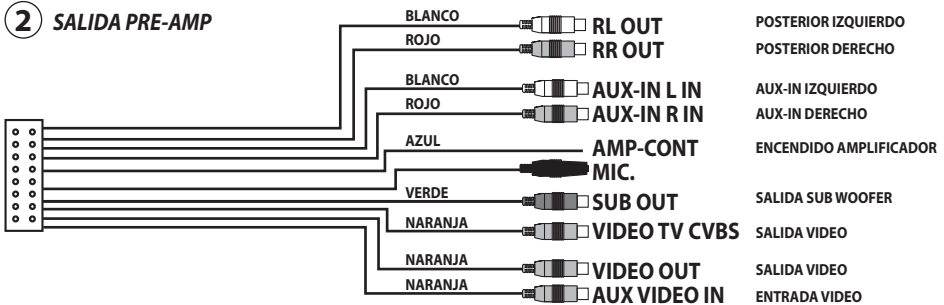 2 SALIDA PRE-AMP
BLANCO RL OUT POSTERIOR IZQUIERDO
ROJO RR OUT POSTERIOR DERECHO
BLANCO AUX-IN L IN AUX-IN IZQUIERDO
ROJO AUX-IN R IN AUX-IN DERECHO
AZUL AMP-CONT ENCENDIDO AMPLIFICADOR
MIC.
VERDE SUB OUT SALIDA SUB WOOFER
NARANJA VIDEO TV CVBS SALIDA VIDEO
NARANJA VIDEO OUT SALIDA VIDEO
NARANJA AUX VIDEO IN ENTRADA VIDEO